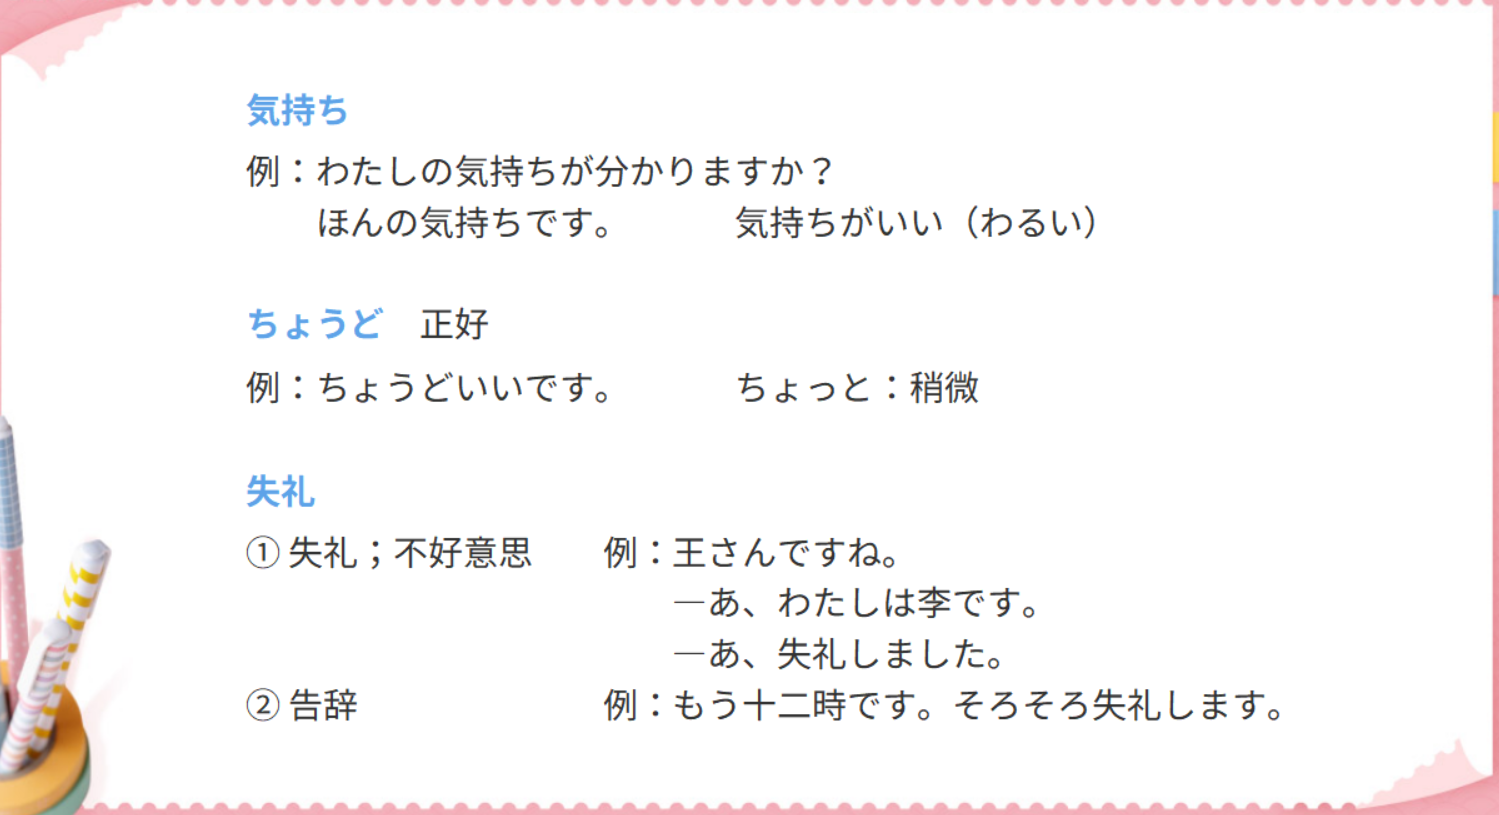 気持ち
例：わたしの気持ちが分かりますか？
ほんの気持ちです。　　　気持ちがいい（わるい）
ちょうど　正好
例：ちょうどいいです。　　　ちょっと：稍微
失礼
① 失礼；不好意思　　例：王さんですね。
—あ、わたしは李です。
—あ、失礼しました。
② 告辞　　例：もう十二時です。そろそろ失礼します。